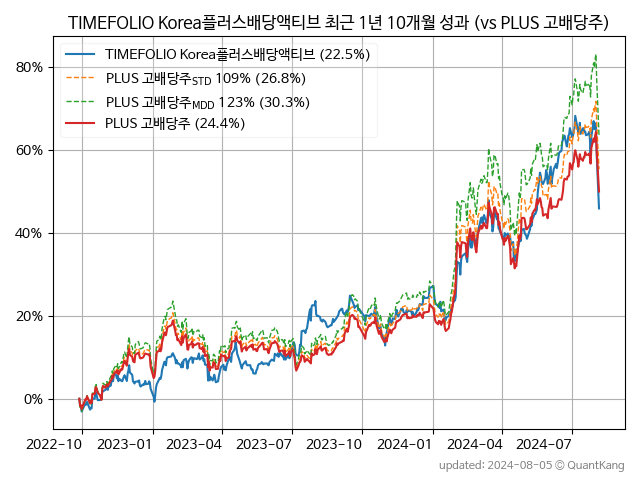 TIMEFOLIO Korea플러스배당액티브 최근 1년 10개월 성과 (vs PLUS 고배당주)
TIMEFOLIO Korea플러스배당액티브 (22.5%)
PLUS 고배당주STD 109% (26.8%)
PLUS 고배당주MDD 123% (30.3%)
PLUS 고배당주 (24.4%)
80%
60%
40%
20%
0%
2022-10 2023-01 2023-04 2023-07 2023-10 2024-01 2024-04 2024-07
updated: 2024-08-05 © QuantKang